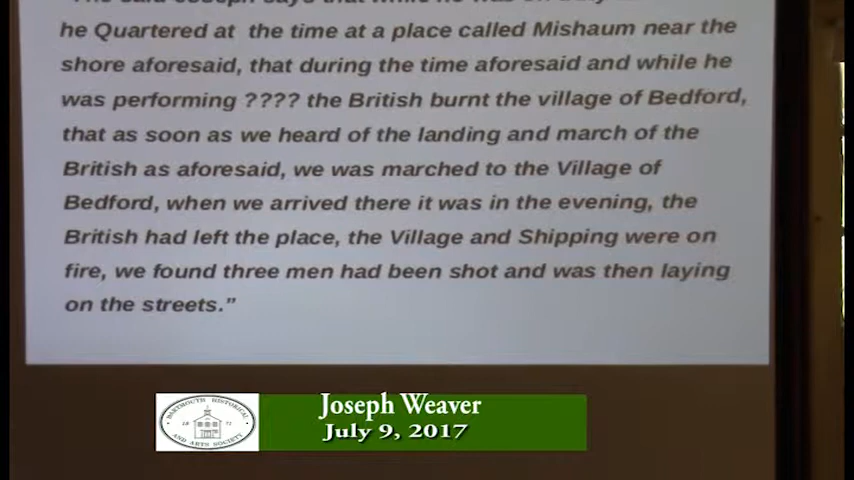 he Quartered at the time at a place called Mishaum near the
shore aforesaid, that during the time aforesaid and while he
was performing ???? the British burnt the village of Bedford,
that as soon as we heard of the landing and march of the
British as aforesaid, we was marched to the Village of
Bedford, when we arrived there it was in the evening, the
British had left the place, the Village and Shipping were on
fire, we found three men had been shot and was then laying
on the streets.”
DARTMOUTH HISTORICAL
AND ARTS SOCIETY
Joseph Weaver
July 9, 2017